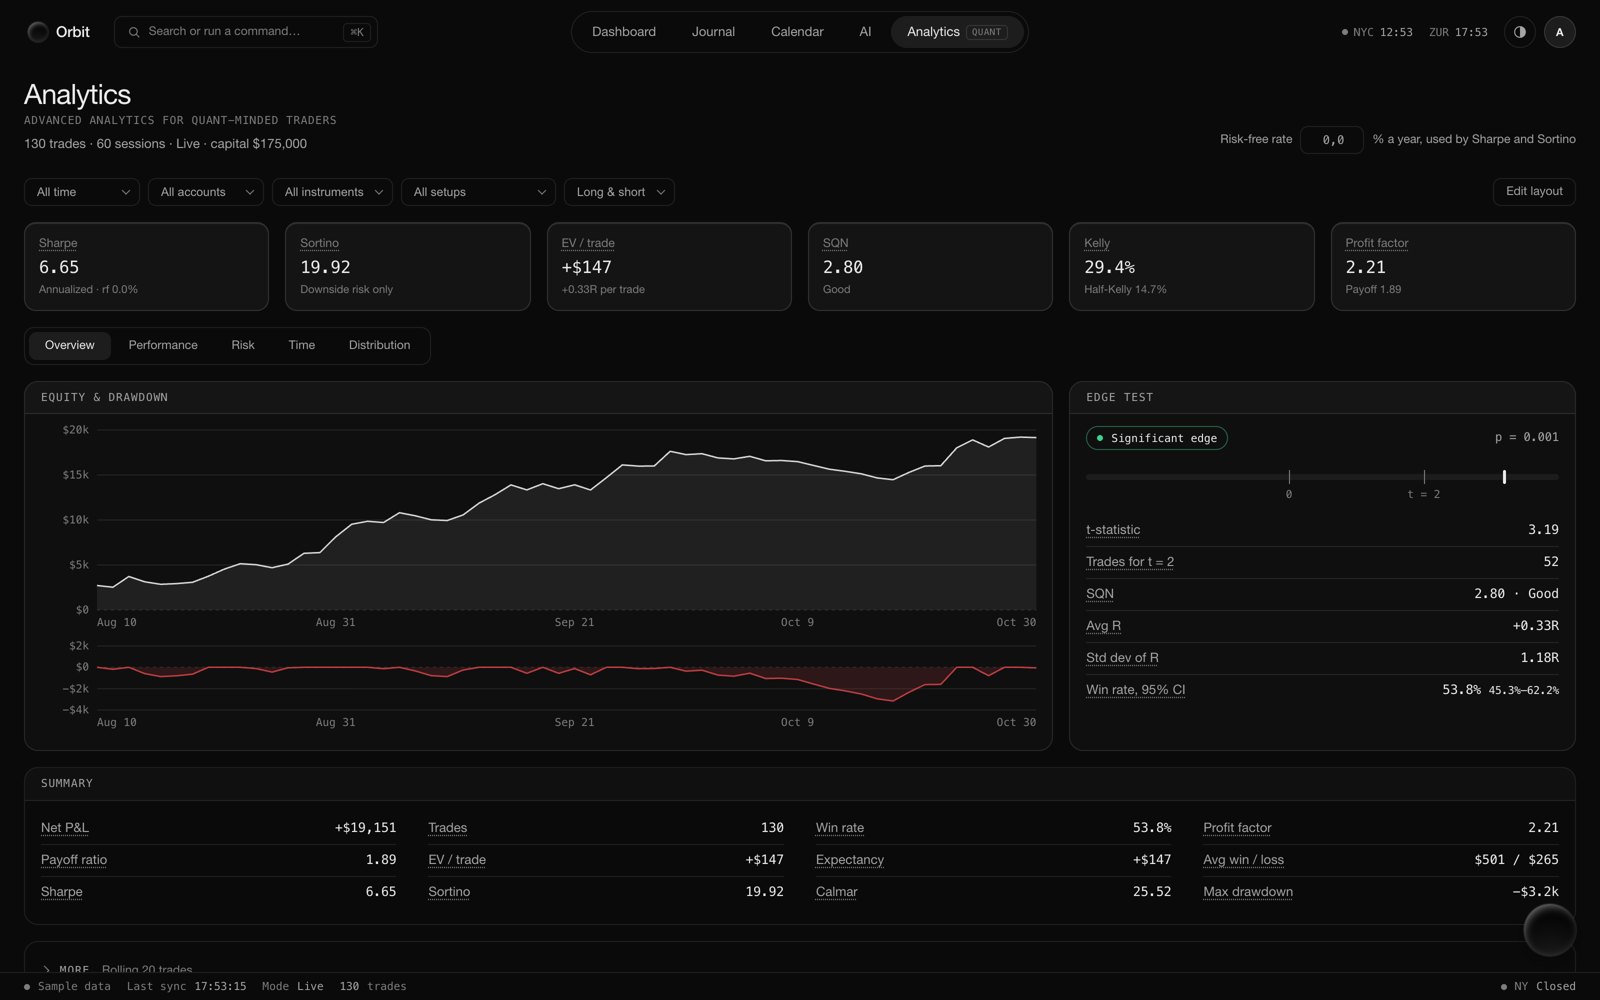 Orbit
Search or run a command… ⌘K
Dashboard Journal Calendar AI Analytics QUANT
NYC 12:53 ZUR 17:53
A
Analytics
ADVANCED ANALYTICS FOR QUANT–MINDED TRADERS
130 trades · 60 sessions · Live · capital $175,000
Risk-free rate 0,0 % a year, used by Sharpe and Sortino
All time All accounts All instruments All setups Long & short Edit layout
Sharpe
6.65
Annualized · rf 0.0%
Sortino
19.92
Downside risk only
EV / trade
+$147
+0.33R per trade
SQN
2.80
Good
Kelly
29.4%
Half-Kelly 14.7%
Profit factor
2.21
Payoff 1.89
Overview Performance Risk Time Distribution
EQUITY & DRAWDOWN
$20k
$15k
$10k
$5k
$0
Aug 10 Aug 31 Sep 21 Oct 9 Oct 30
$2k
$0
−$2k
−$4k
Aug 10 Aug 31 Sep 21 Oct 9 Oct 30
EDGE TEST
Significant edge p = 0.001
0 t = 2
t-statistic 3.19
Trades for t = 2 52
SQN 2.80 · Good
Avg R +0.33R
Std dev of R 1.18R
Win rate, 95% CI 53.8% 45.3%–62.2%
SUMMARY
Net P&L +$19,151 Trades 130 Win rate 53.8% Profit factor 2.21
Payoff ratio 1.89 EV / trade +$147 Expectancy +$147 Avg win / loss $501 / $265
Sharpe 6.65 Sortino 19.92 Calmar 25.52 Max drawdown −$3.2k
MORE Rolling 20 trades
Sample data Last sync 17:53:15 Mode Live 130 trades NY Closed